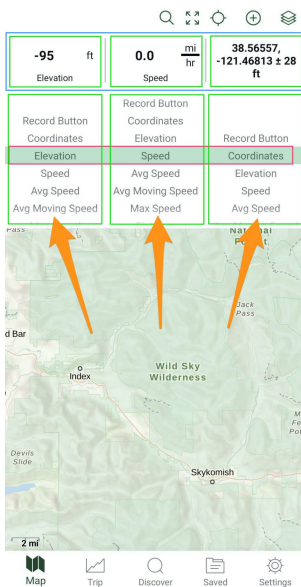 -95 ft
Elevation
0.0 mi
hr
Speed
38.56557,
-121.46813 ± 28
ft
Record Button
Coordinates
Elevation
Speed
Avg Speed
Avg Moving Speed
Record Button
Coordinates
Elevation
Speed
Avg Speed
Avg Moving Speed
Max Speed
Record Button
Coordinates
Elevation
Speed
Avg Speed
Pass
Jack
Pass
d Bar
Wild Sky
Wilderness
Index
Devils
Slide
Skykomish
2 mi
Map
Trip
Discover
Saved
Settings